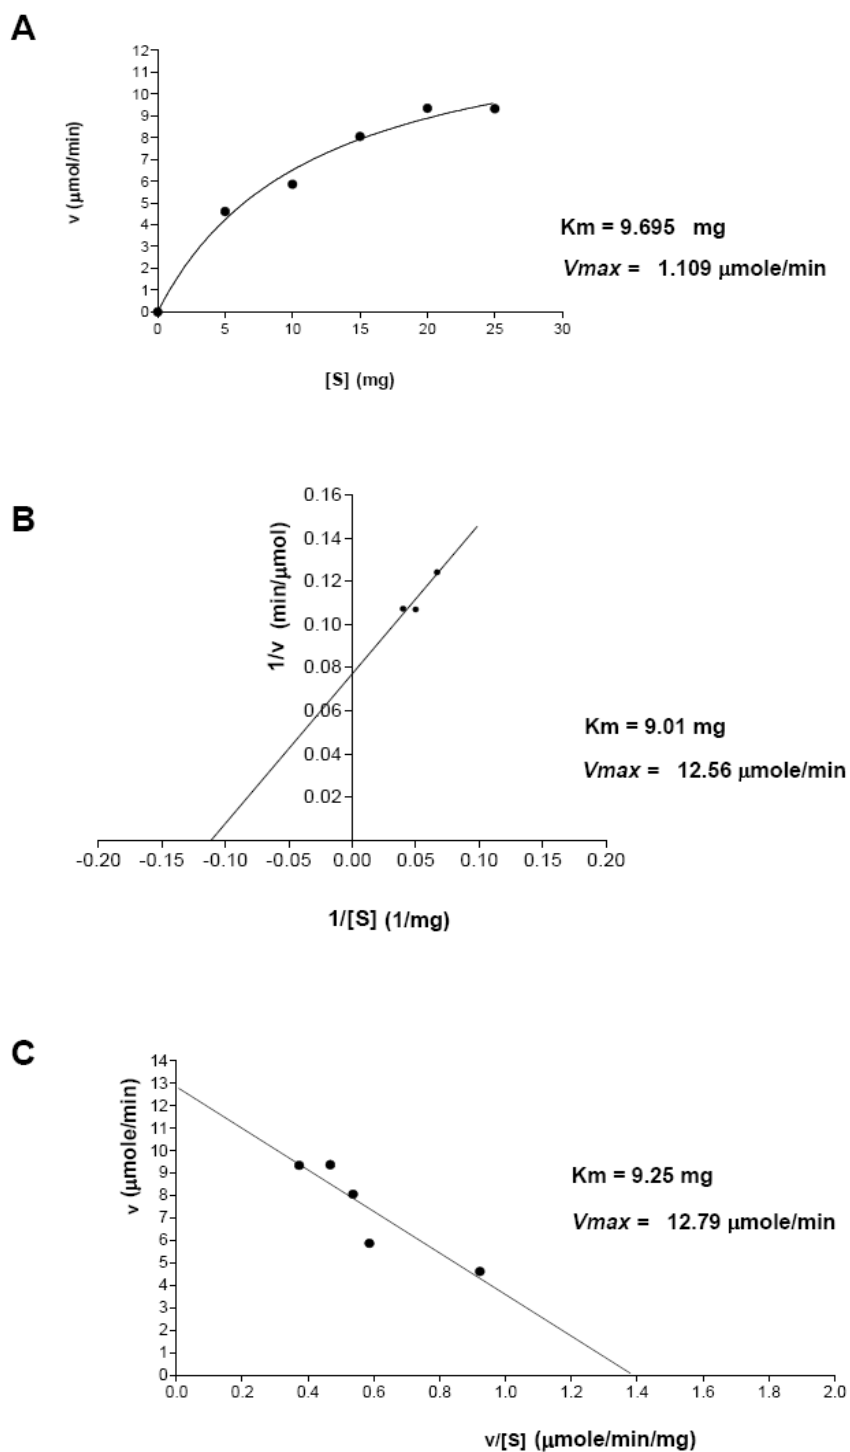 A
12
11
10
9
8
7
6
5
4
3
2
1
0
v (μmol/min)
0 5 10 15 20 25 30
[S] (mg)
Km = 9.695 mg
Vmax = 1.109 μmole/min
B
0.16
0.14
0.12
0.10
0.08
0.06
0.04
0.02
1/v (min/μmol)
-0.20 -0.15 -0.10 -0.05 0.00 0.05 0.10 0.15 0.20
1/[S] (1/mg)
Km = 9.01 mg
Vmax = 12.56 μmole/min
C
14
13
12
11
10
9
8
7
6
5
4
3
2
1
0
v (μmole/min)
0.0 0.2 0.4 0.6 0.8 1.0 1.2 1.4 1.6 1.8 2.0
v/[S] (μmole/min/mg)
Km = 9.25 mg
Vmax = 12.79 μmole/min